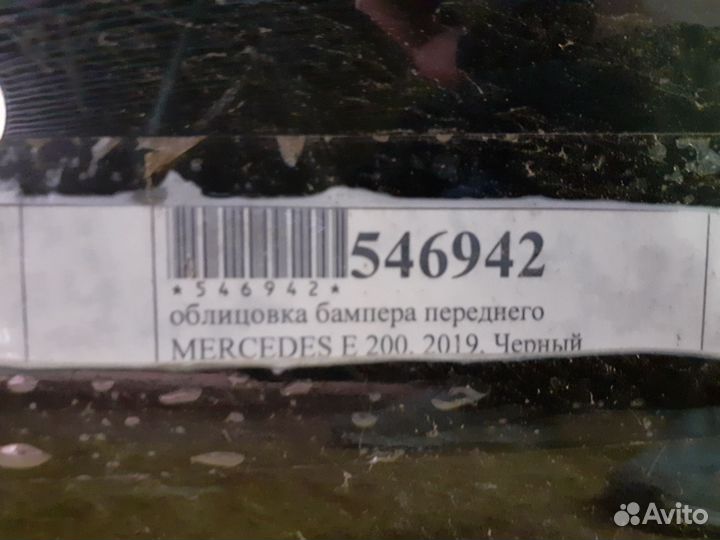 546942
*546942*
облицовка бампера переднего
MERCEDES E 200, 2019, Черный
Avito